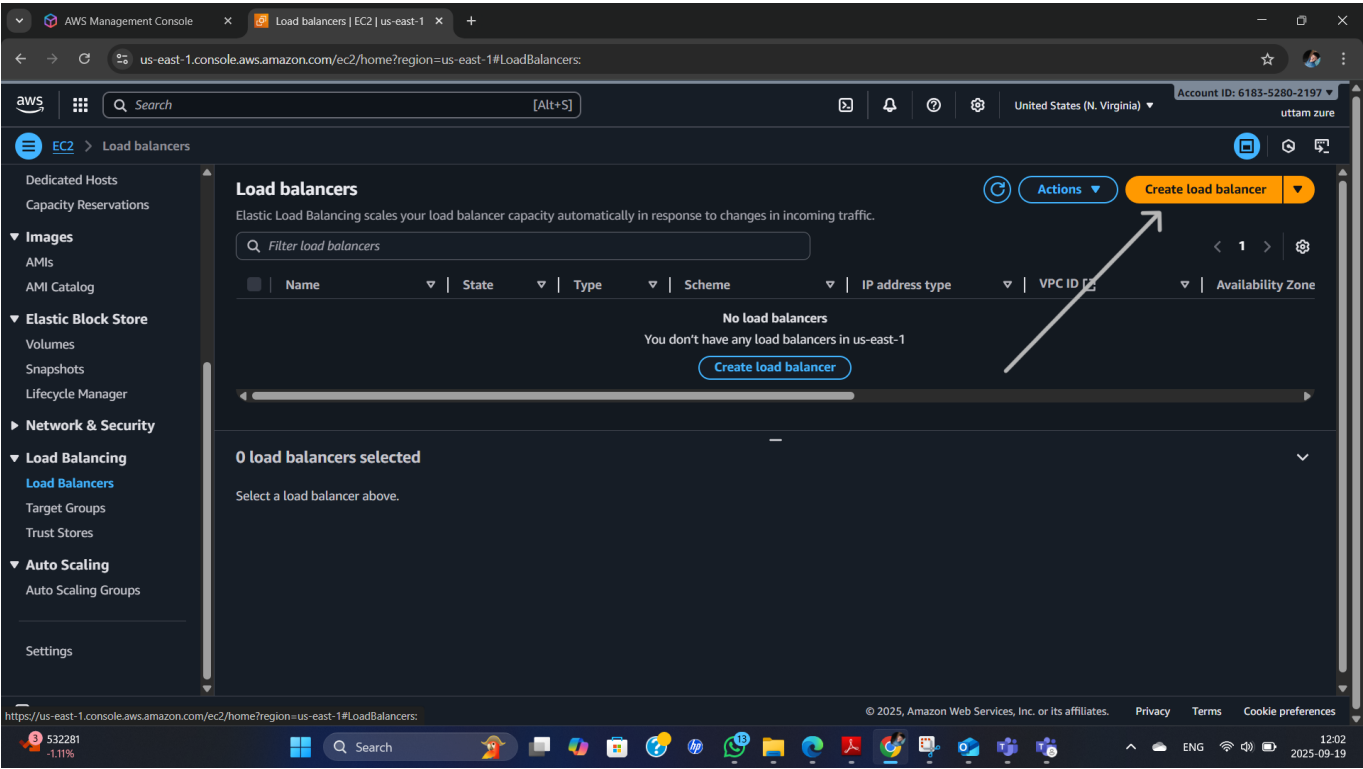 AWS Management Console
Load balancers | EC2 | us-east-1
us-east-1.console.aws.amazon.com/ec2/home?region=us-east-1#LoadBalancers:
aws
Search
[Alt+S]
United States (N. Virginia)
Account ID: 6183-5280-2197
uttam zure
EC2 > Load balancers
Dedicated Hosts
Capacity Reservations
Images
AMIs
AMI Catalog
Elastic Block Store
Volumes
Snapshots
Lifecycle Manager
Network & Security
Load Balancing
Load Balancers
Target Groups
Trust Stores
Auto Scaling
Auto Scaling Groups
Settings
Load balancers
Actions
Create load balancer
Elastic Load Balancing scales your load balancer capacity automatically in response to changes in incoming traffic.
Filter load balancers
1
Name State Type Scheme IP address type VPC ID Availability Zone
No load balancers
You don't have any load balancers in us-east-1
Create load balancer
0 load balancers selected
Select a load balancer above.
https://us-east-1.console.aws.amazon.com/ec2/home?region=us-east-1#LoadBalancers:
© 2025, Amazon Web Services, Inc. or its affiliates. Privacy Terms Cookie preferences
3
532281
-1.11%
Search
hp
13
ENG
12:02
2025-09-19